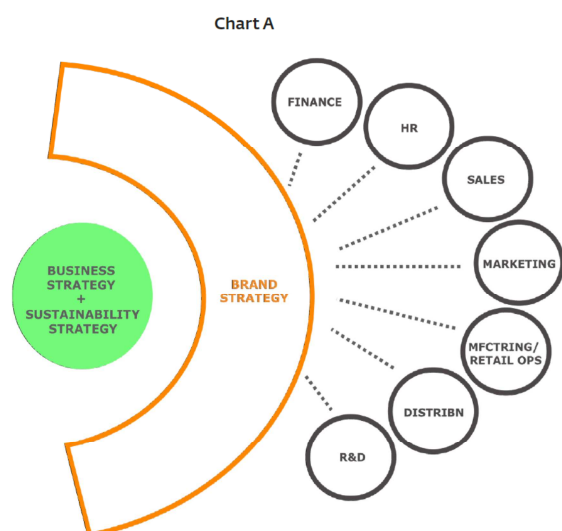 Chart A
FINANCE
HR
SALES
MARKETING
MFCTRING/
RETAIL OPS
DISTRIBN
R&D
BRAND
STRATEGY
BUSINESS
STRATEGY
+
SUSTAINABILITY
STRATEGY